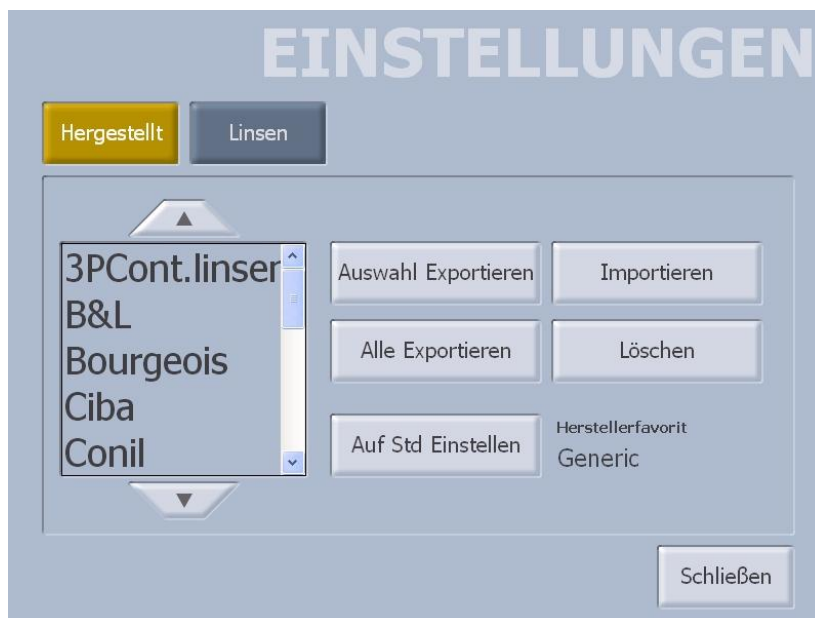 EINSTELLUNGEN
Hergestellt
Linsen
3PCont.linser
B&L
Bourgeois
Ciba
Conil
Auswahl Exportieren
Importieren
Alle Exportieren
Löschen
Auf Std Einstellen
Herstellerfavorit
Generic
Schließen